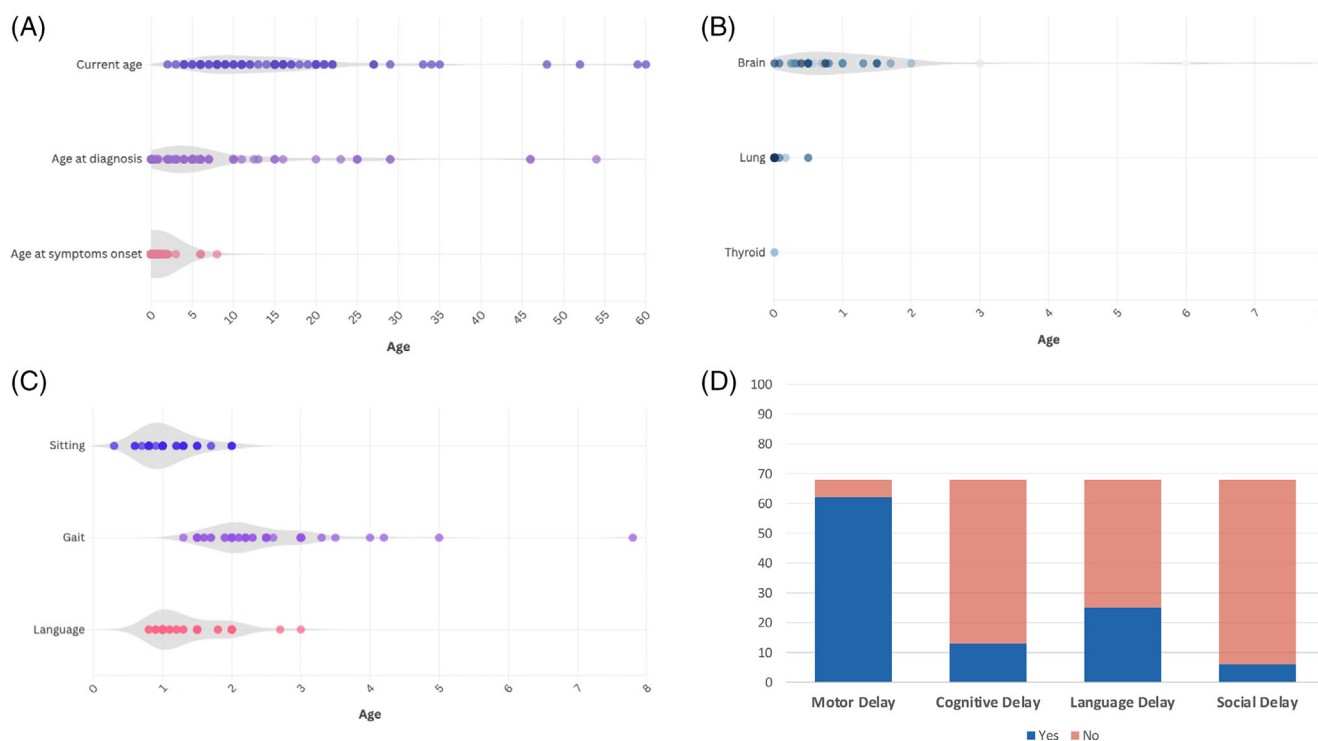 (A)
Current age
Age at diagnosis
Age at symptoms onset
0 5 10 15 20 25 30 35 40 45 50 55 60
Age
(B)
Brain
Lung
Thyroid
0 1 2 3 4 5 6 7
Age
(C)
Sitting
Gait
Language
0 1 2 3 4 5 6 7 8
Age
(D)
100
90
80
70
60
50
40
30
20
10
0
Motor Delay Cognitive Delay Language Delay Social Delay
Yes No